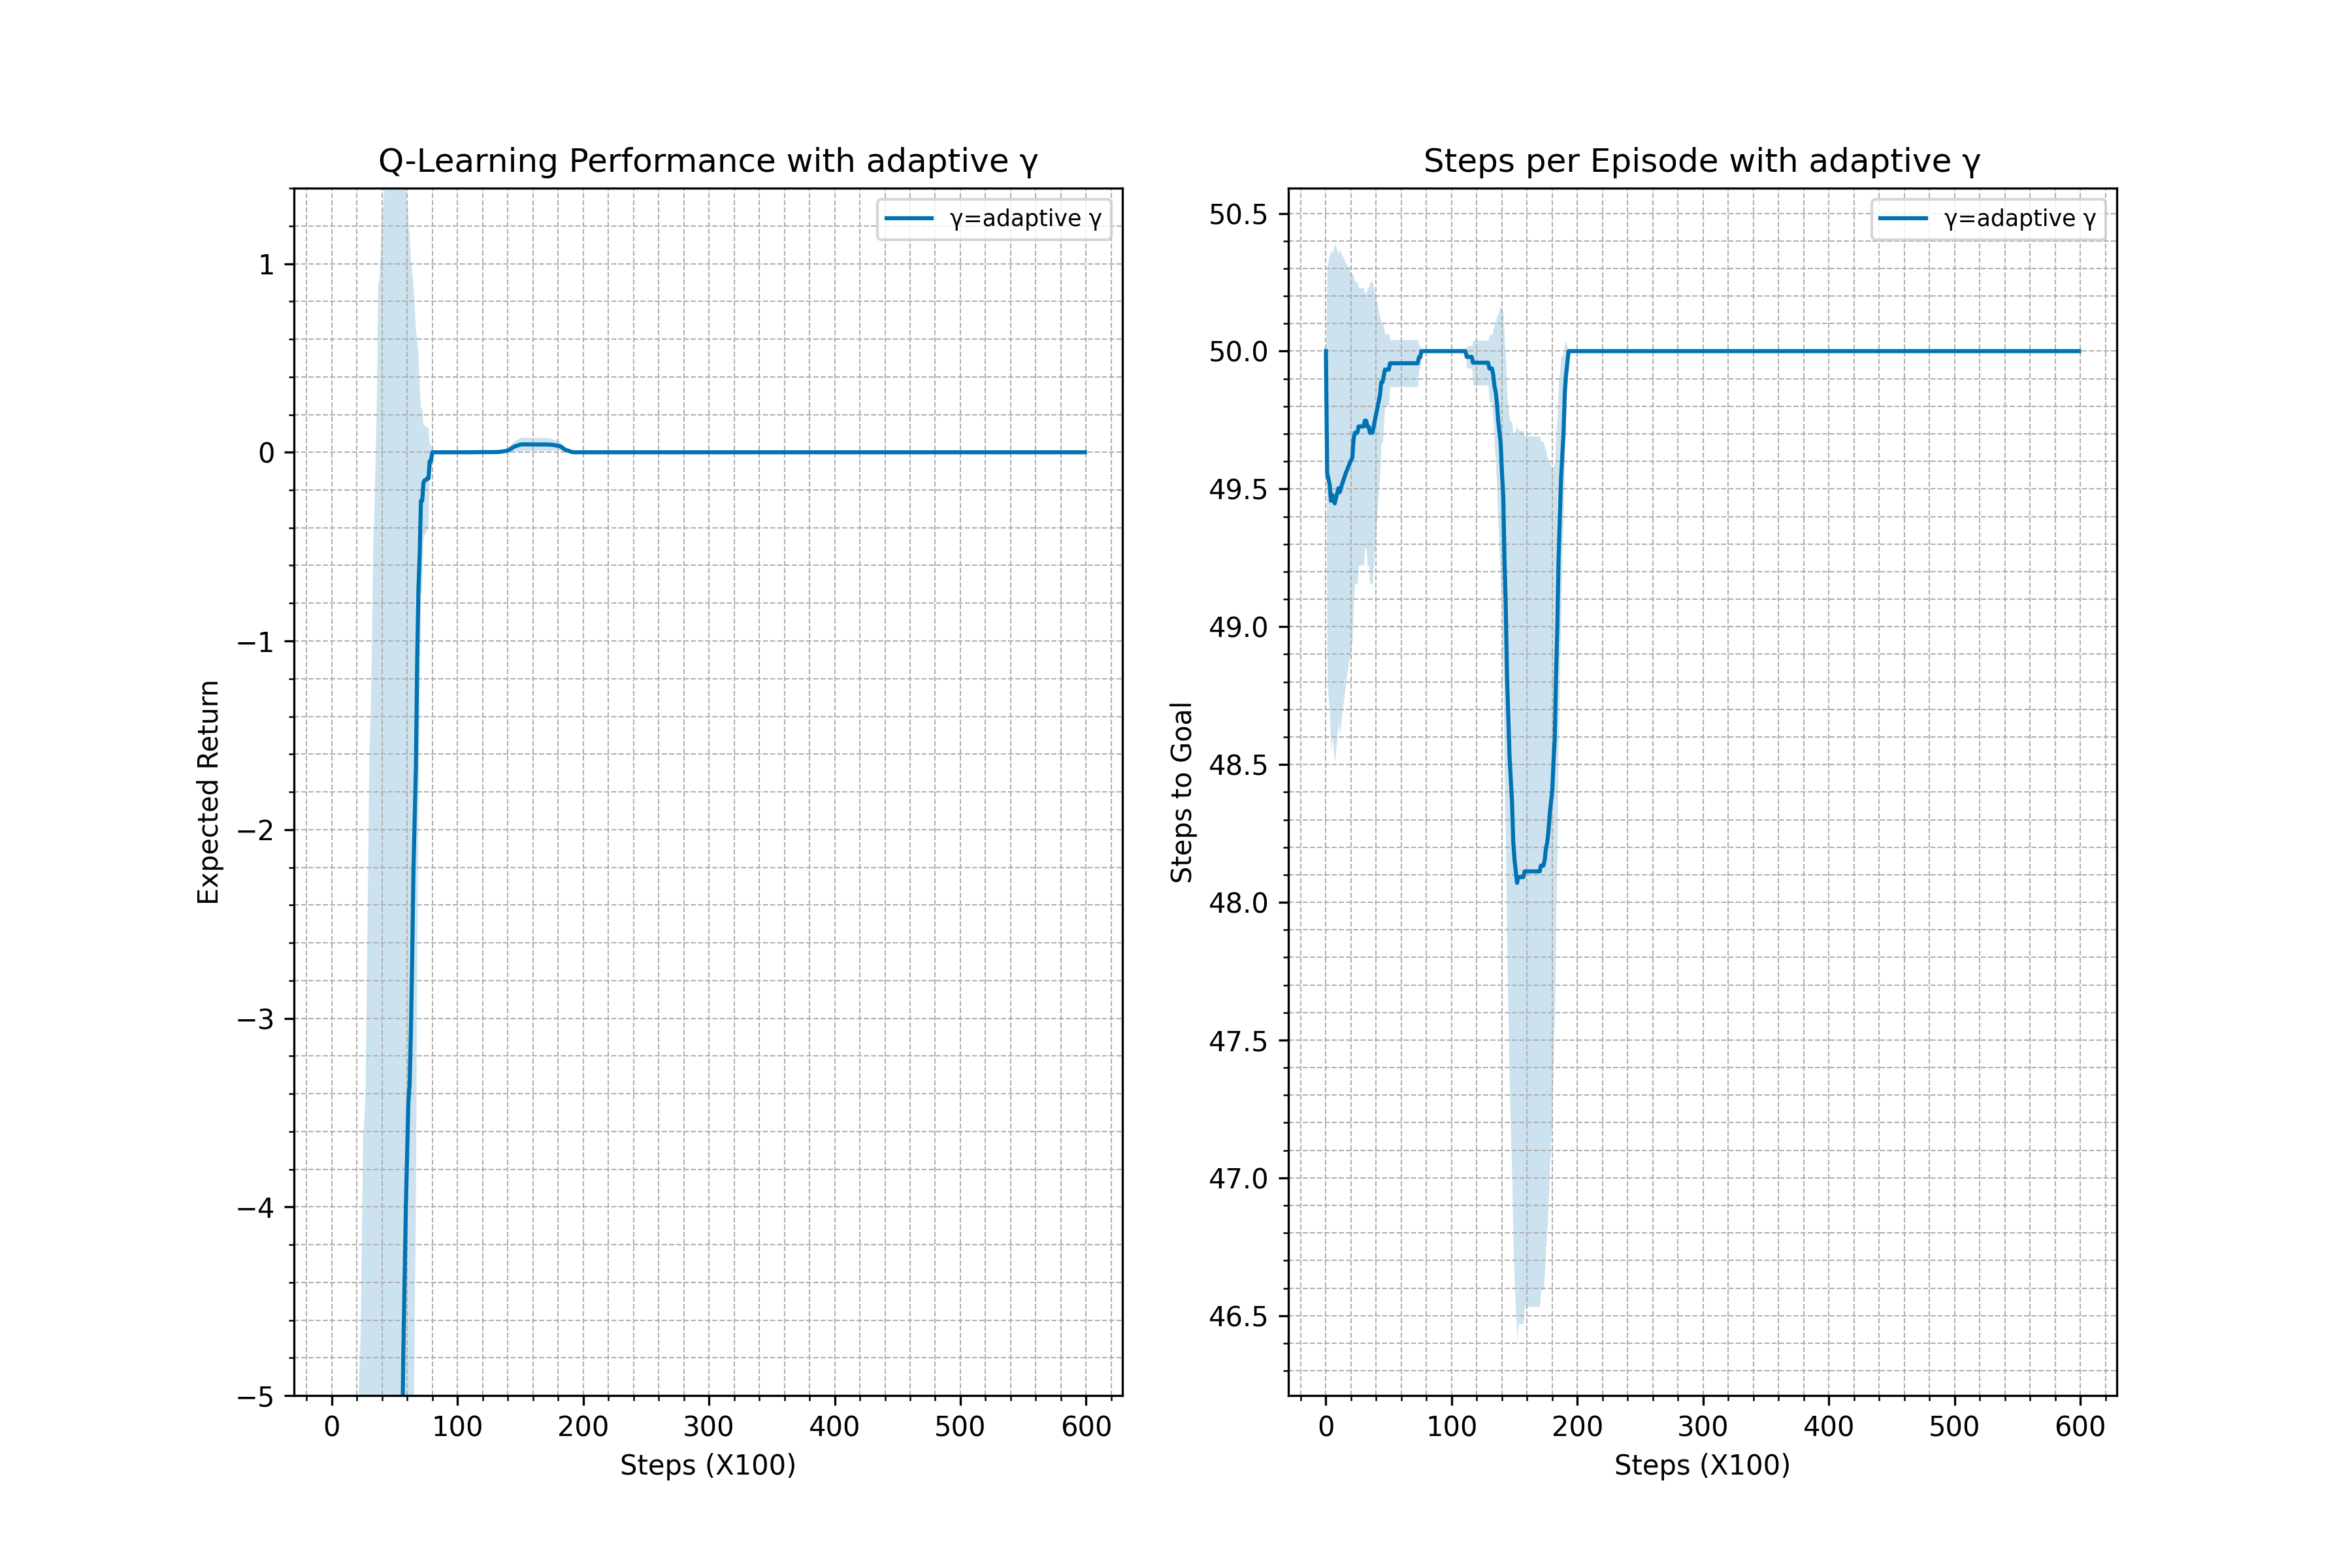 Q-Learning Performance with adaptive γ
γ=adaptive γ
1
0
−1
−2
−3
−4
−5
Expected Return
0 100 200 300 400 500 600
Steps (X100)
Steps per Episode with adaptive γ
γ=adaptive γ
50.5
50.0
49.5
49.0
48.5
48.0
47.5
47.0
46.5
Steps to Goal
0 100 200 300 400 500 600
Steps (X100)